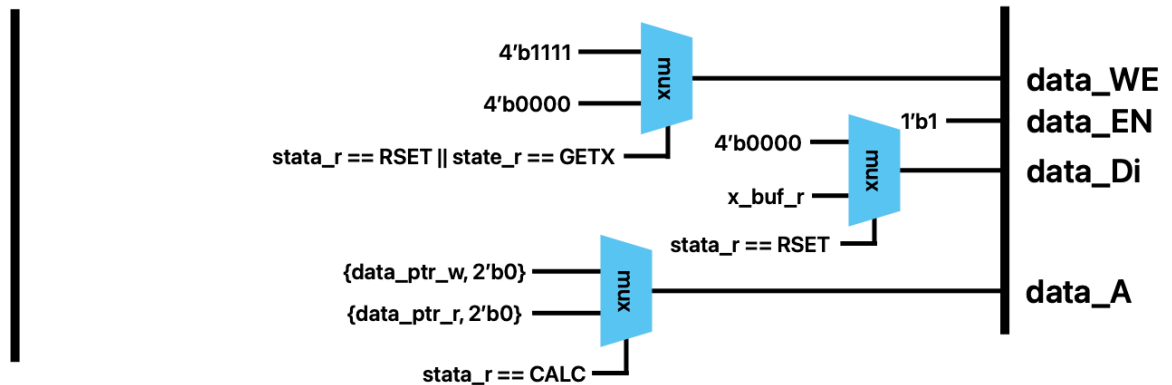 4'b1111
mux
4'b0000
data_WE
1'b1
data_EN
4'b0000
stata_r == RSET || state_r == GETX
mux
data_Di
x_buf_r
stata_r == RSET
{data_ptr_w, 2'b0}
mux
data_A
{data_ptr_r, 2'b0}
stata_r == CALC